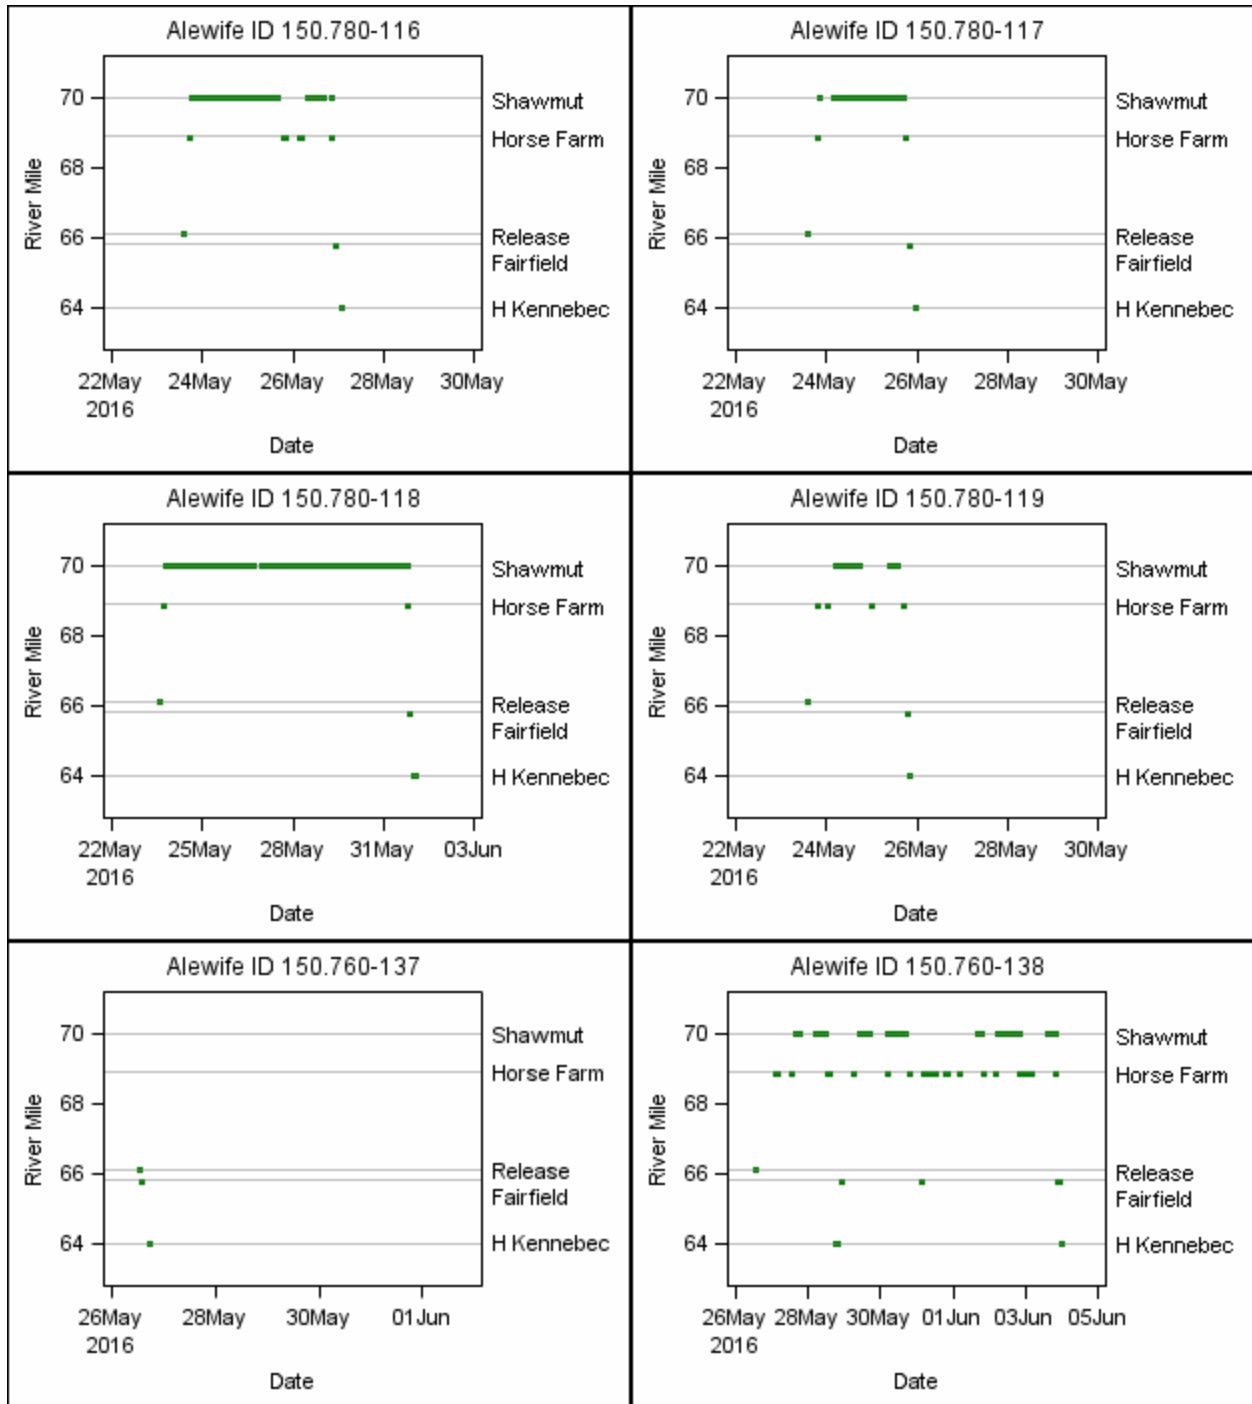 Alewife ID 150.780-116
River Mile
70
68
66
64
Shawmut
Horse Farm
Release
Fairfield
H Kennebec
22May 24May 26May 28May 30May
2016
Date
Alewife ID 150.780-117
River Mile
70
68
66
64
Shawmut
Horse Farm
Release
Fairfield
H Kennebec
22May 24May 26May 28May 30May
2016
Date
Alewife ID 150.780-118
River Mile
70
68
66
64
Shawmut
Horse Farm
Release
Fairfield
H Kennebec
22May 25May 28May 31May 03Jun
2016
Date
Alewife ID 150.780-119
River Mile
70
68
66
64
Shawmut
Horse Farm
Release
Fairfield
H Kennebec
22May 24May 26May 28May 30May
2016
Date
Alewife ID 150.760-137
River Mile
70
68
66
64
Shawmut
Horse Farm
Release
Fairfield
H Kennebec
26May 28May 30May 01Jun
2016
Date
Alewife ID 150.760-138
River Mile
70
68
66
64
Shawmut
Horse Farm
Release
Fairfield
H Kennebec
26May 28May 30May 01Jun 03Jun 05Jun
2016
Date